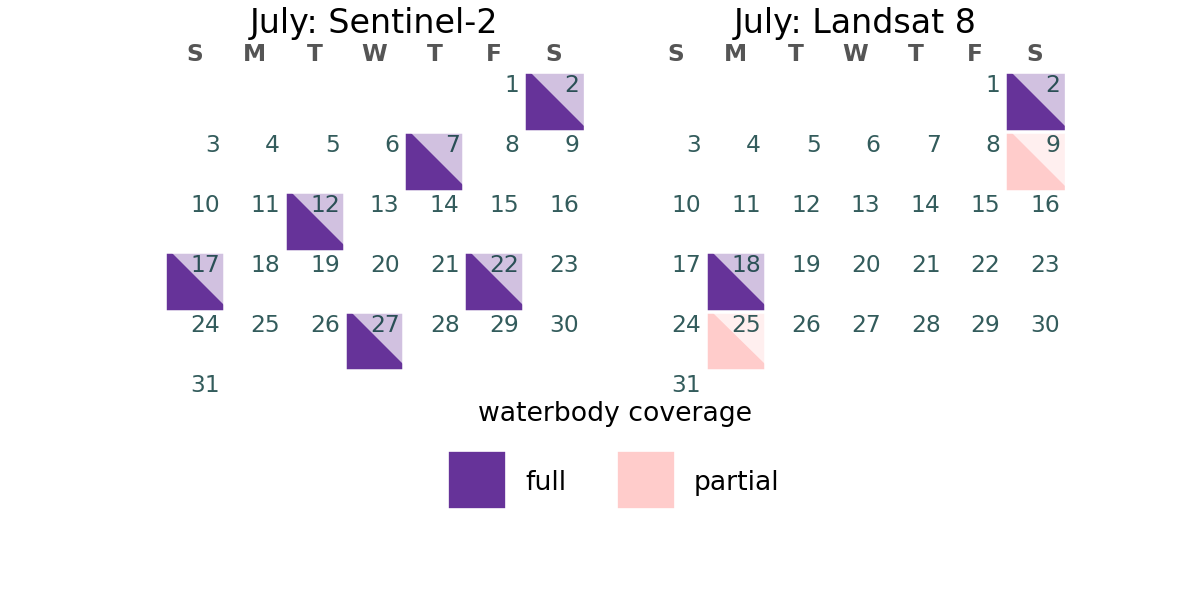 July: Sentinel-2
S M T W T F S
1 2
3 4 5 6 7 8 9
10 11 12 13 14 15 16
17 18 19 20 21 22 23
24 25 26 27 28 29 30
31
July: Landsat 8
S M T W T F S
1 2
3 4 5 6 7 8 9
10 11 12 13 14 15 16
17 18 19 20 21 22 23
24 25 26 27 28 29 30
31
waterbody coverage
full partial